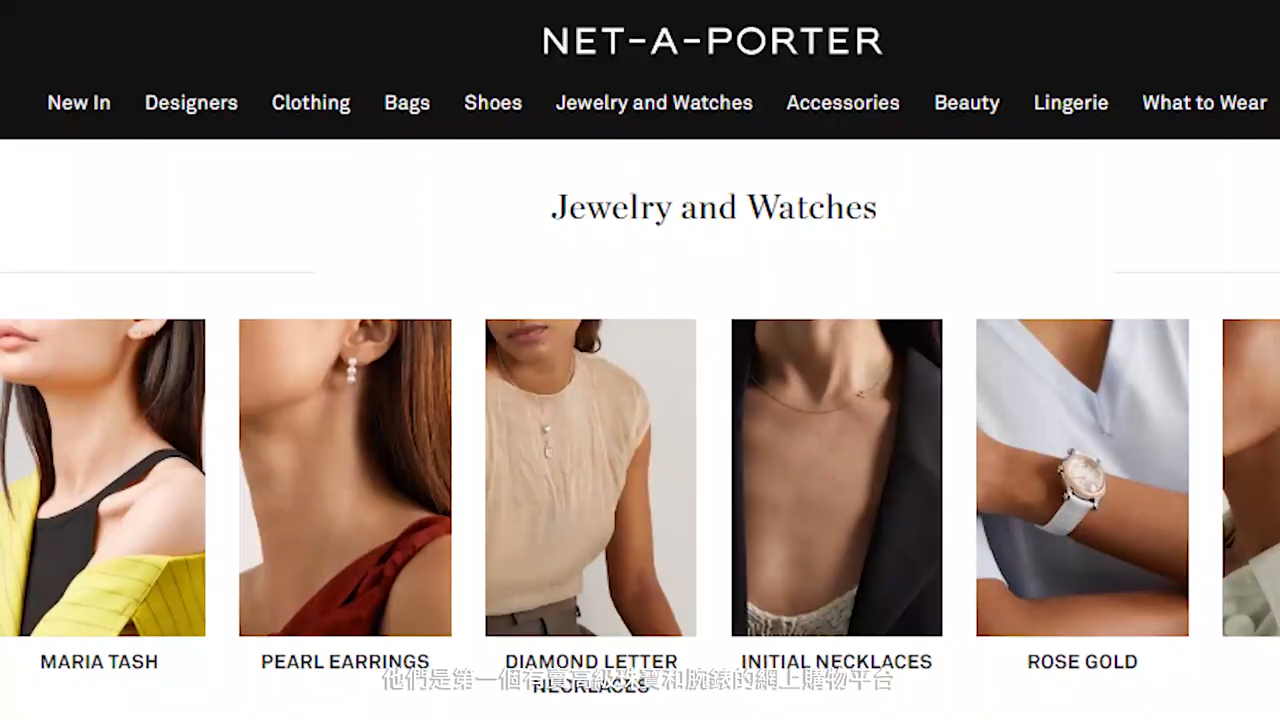 NET-A-PORTER
New In Designers Clothing Bags Shoes Jewelry and Watches Accessories Beauty Lingerie What to Wear
Jewelry and Watches
MARIA TASH
PEARL EARRINGS
DIAMOND LETTER
NECKLACES
INITIAL NECKLACES
ROSE GOLD
他們是第一個有賣高級珠寶和腕錶的網上購物平台